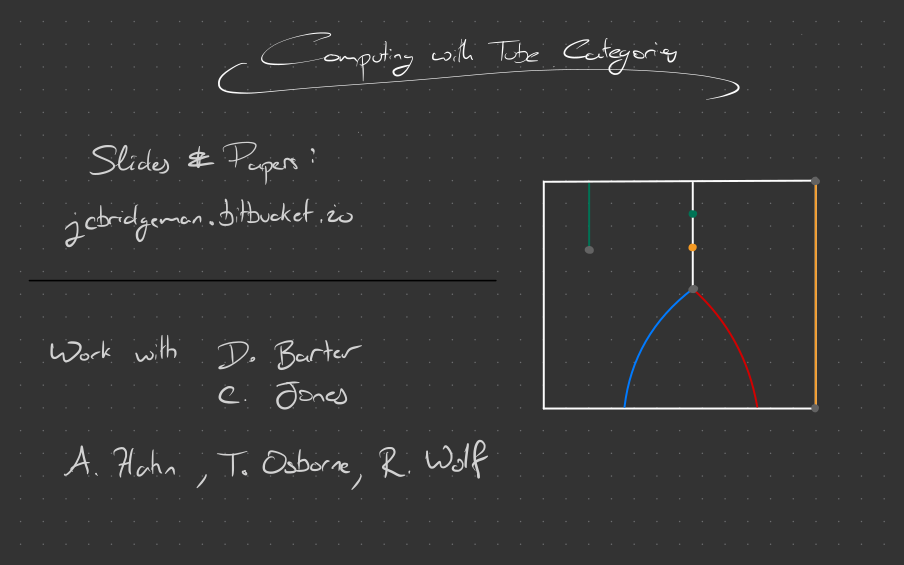 Computing with Tube Categories
Slides & Papers:
jcbridgeman.bitbucket.io
Work with D. Barter
C. Jones
A. Hahn, T. Osborne, R. Wolf